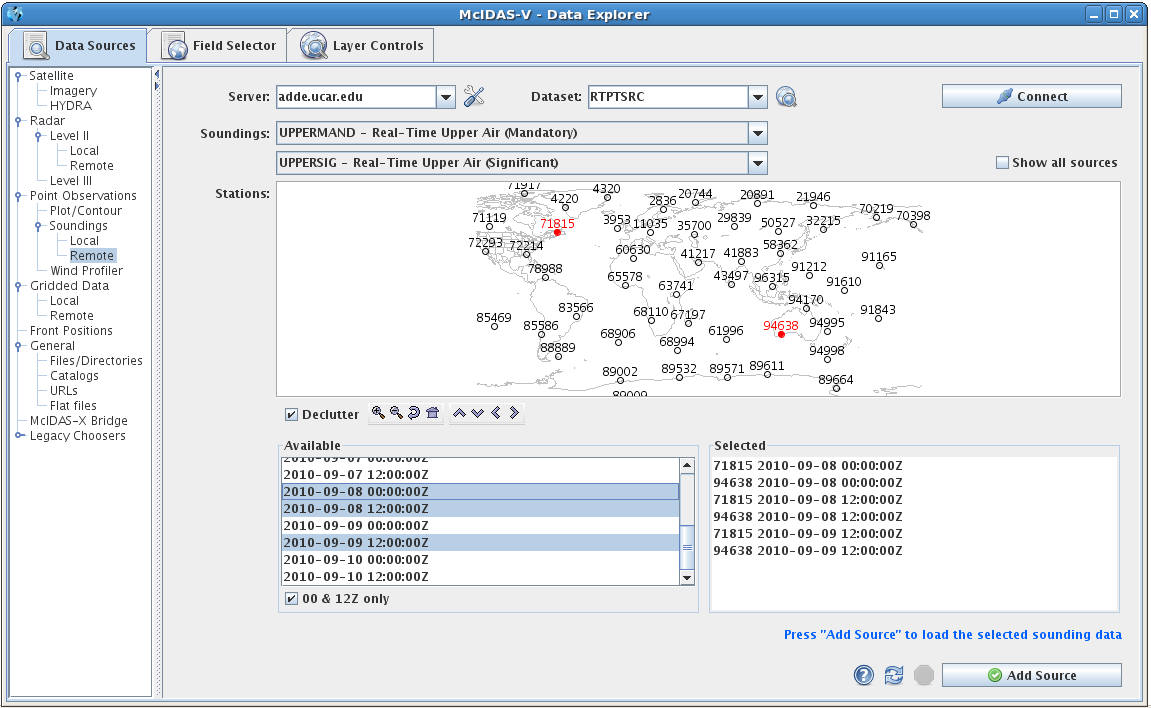 McIDAS-V - Data Explorer
Data Sources
Field Selector
Layer Controls
Satellite
Imagery
HYDRA
Radar
Level II
Local
Remote
Level III
Point Observations
Plot/Contour
Soundings
Local
Remote
Wind Profiler
Gridded Data
Local
Remote
Front Positions
General
Files/Directories
Catalogs
URLs
Flat files
McIDAS-X Bridge
Legacy Choosers
Server: adde.ucar.edu
Dataset: RTPTSRC
Connect
Soundings: UPPERMAND - Real-Time Upper Air (Mandatory)
UPPERSIG - Real-Time Upper Air (Significant)
Show all sources
Stations:
71917 4320 20744 20891 21946
4220 2836 70219 70398
71119 71815 3953 11035 35700 29839 50527 32215
72293 72214 60630 41217 41883 58362 91165
78988 65578 63741 43497 96315 91212 91610
85469 83566 68110 67197 94170 91843
85586 68906 61996 94638 94995
88889 68994 94998
89002 89532 89571 89611 89664
89009
Declutter
Available
2010-09-07 00:00:00Z
2010-09-07 12:00:00Z
2010-09-08 00:00:00Z
2010-09-08 12:00:00Z
2010-09-09 00:00:00Z
2010-09-09 12:00:00Z
2010-09-10 00:00:00Z
2010-09-10 12:00:00Z
00 & 12Z only
Selected
71815 2010-09-08 00:00:00Z
94638 2010-09-08 00:00:00Z
71815 2010-09-08 12:00:00Z
94638 2010-09-08 12:00:00Z
71815 2010-09-09 12:00:00Z
94638 2010-09-09 12:00:00Z
Press "Add Source" to load the selected sounding data
Add Source